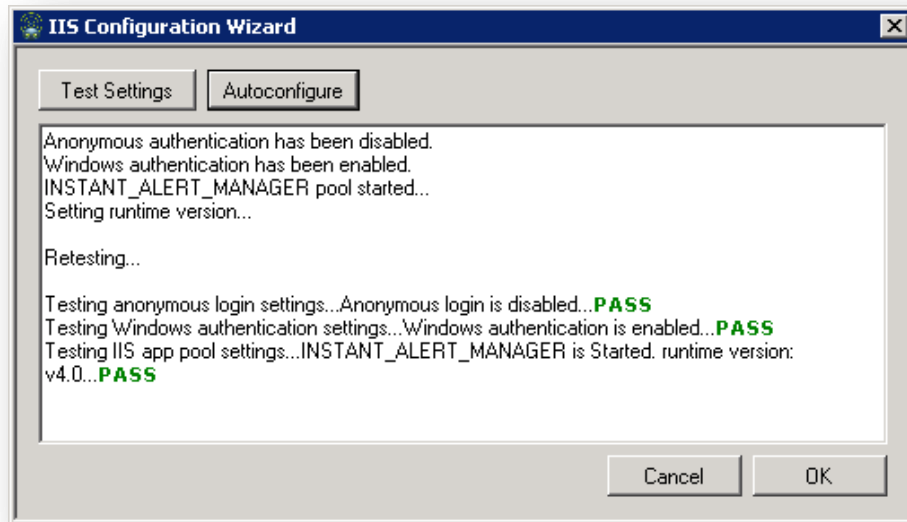 IIS Configuration Wizard
Test Settings Autoconfigure
Anonymous authentication has been disabled.
Windows authentication has been enabled.
INSTANT_ALERT_MANAGER pool started...
Setting runtime version...
Retesting...
Testing anonymous login settings...Anonymous login is disabled...PASS
Testing Windows authentication settings...Windows authentication is enabled...PASS
Testing IIS app pool settings...INSTANT_ALERT_MANAGER is Started. runtime version:
v4.0...PASS
Cancel OK